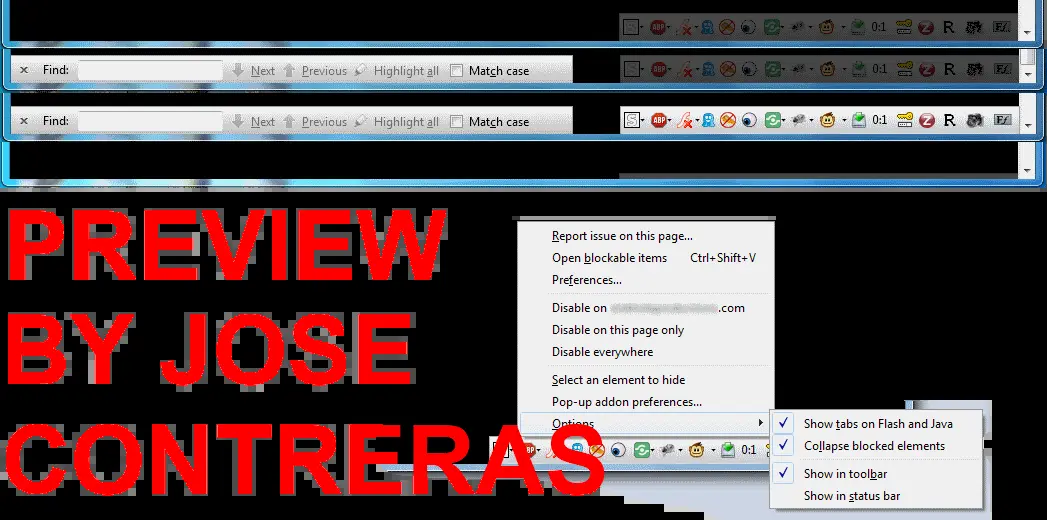 0:1 R F/
× Find: Next Previous Highlight all Match case ABP 0:1 R F/
× Find: Next Previous Highlight all Match case S ABP 0:1 Z R F/
PREVIEW
BY JOSE
CONTRERAS
Report issue on this page...
Open blockable items Ctrl+Shift+V
Preferences...
Disable on .com
Disable on this page only
Disable everywhere
Select an element to hide
Pop-up addon preferences...
Options
Show tabs on Flash and Java
Collapse blocked elements
Show in toolbar
Show in status bar
0:1